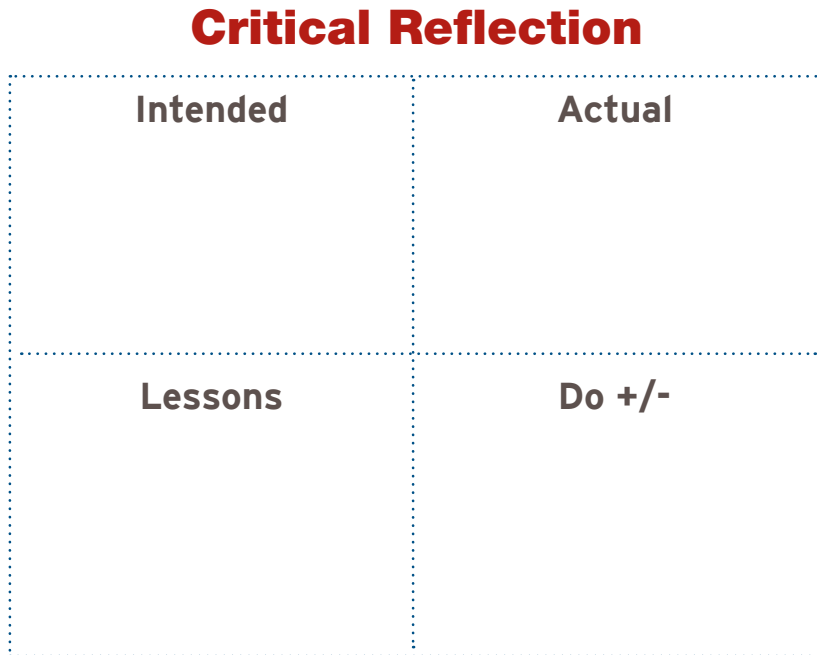 Critical Reflection
Intended
Actual
Lessons
Do +/-